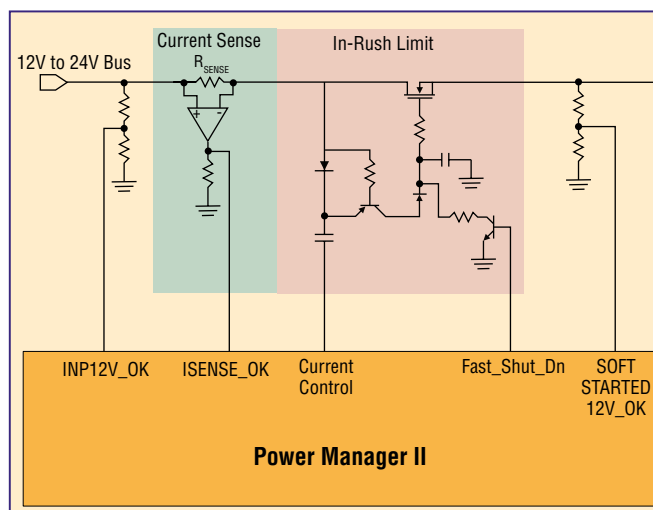 Current Sense
In-Rush Limit
12V to 24V Bus
RSENSE
+
-
INP12V_OK
ISENSE_OK
Current
Control
Fast_Shut_Dn
SOFT
STARTED
12V_OK
Power Manager II